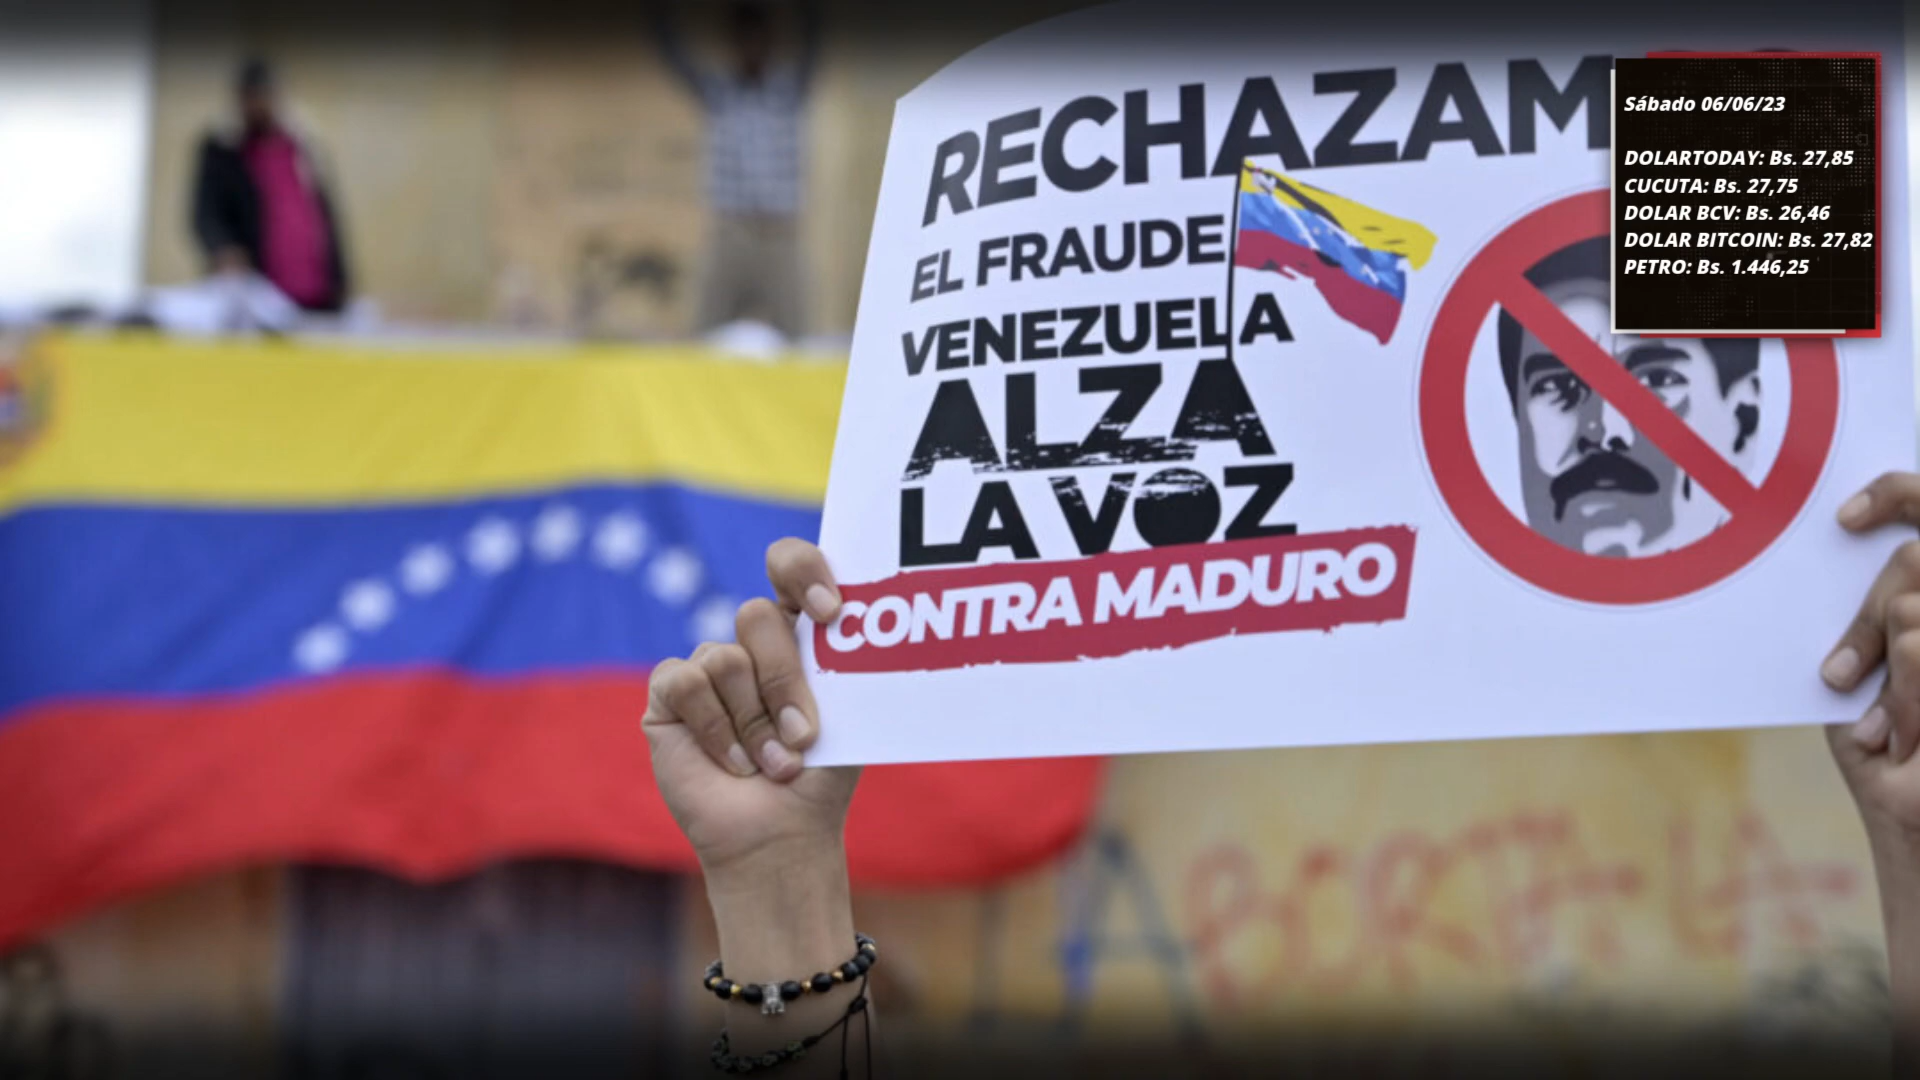 RECHAZAM
EL FRAUDE
VENEZUELA
ALZA
LA VOZ
CONTRA MADURO
Sábado 06/06/23
DOLARTODAY: Bs. 27,85
CUCUTA: Bs. 27,75
DOLAR BCV: Bs. 26,46
DOLAR BITCOIN: Bs. 27,82
PETRO: Bs. 1.446,25